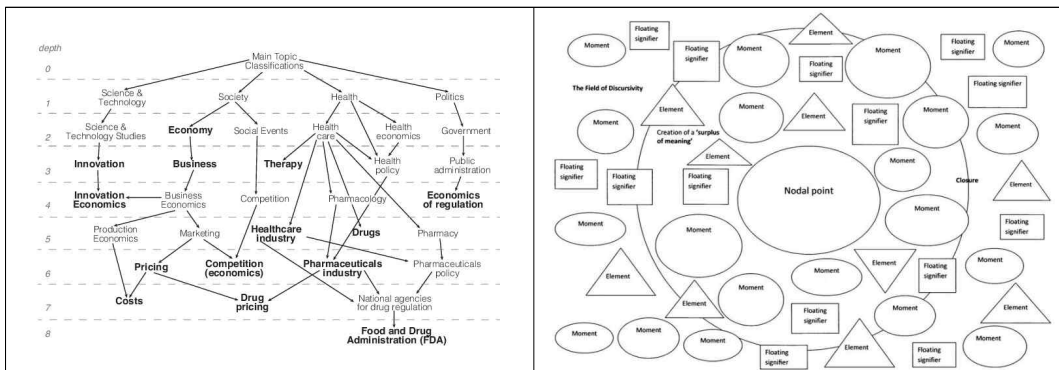 depth
Main Topic
Classifications
0
Science &
Technology
Society
Health
Politics
1
Science &
Technology Studies
Economy
Social Events
Health
care
Health
economics
Government
2
Innovation
Business
Therapy
Health
policy
Public
administration
3
Innovation
Economics
Business
Economics
Competition
Pharmacology
Economics
of regulation
4
Production
Economics
Marketing
Healthcare
industry
Drugs
Pharmacy
5
Pricing
Competition
(economics)
Pharmaceuticals
industry
Pharmaceuticals
policy
6
Costs
Drug
pricing
National agencies
for drug regulation
7
Food and Drug
Administration (FDA)
8
Element
Moment
Floating
signifier
Floating
signifier
Moment
Moment
Floating
signifier
Moment
Floating
signifier
Floating signifier
The Field of Discursivity
Element
Moment
Element
Floating
signifier
Moment
Moment
Moment
Creation of a 'surplus
of meaning'
Element
Floating
signifier
Floating
signifier
Floating
signifier
Nodal point
Moment
Closure
Element
Moment
Moment
Moment
Floating
signifier
Element
Moment
Element
Floating
signifier
Moment
Element
Moment
Floating
signifier
Moment
Element
Moment
Moment
Moment
Floating
signifier
Element
Floating
signifier
Moment